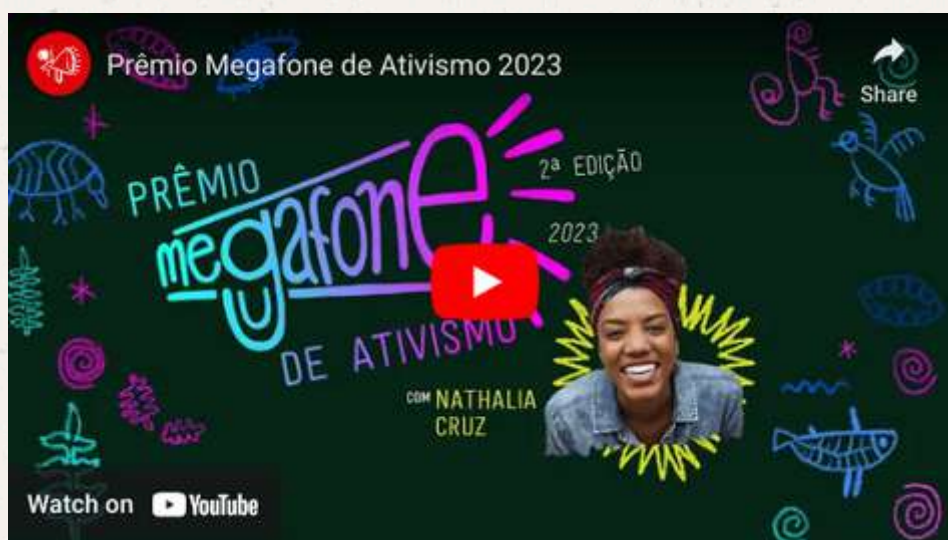 Prêmio Megafone de Ativismo 2023
Share
PRÊMIO
megafone
2ª EDIÇÃO
2023
DE ATIVISMO
COM NATHALIA
CRUZ
Watch on YouTube